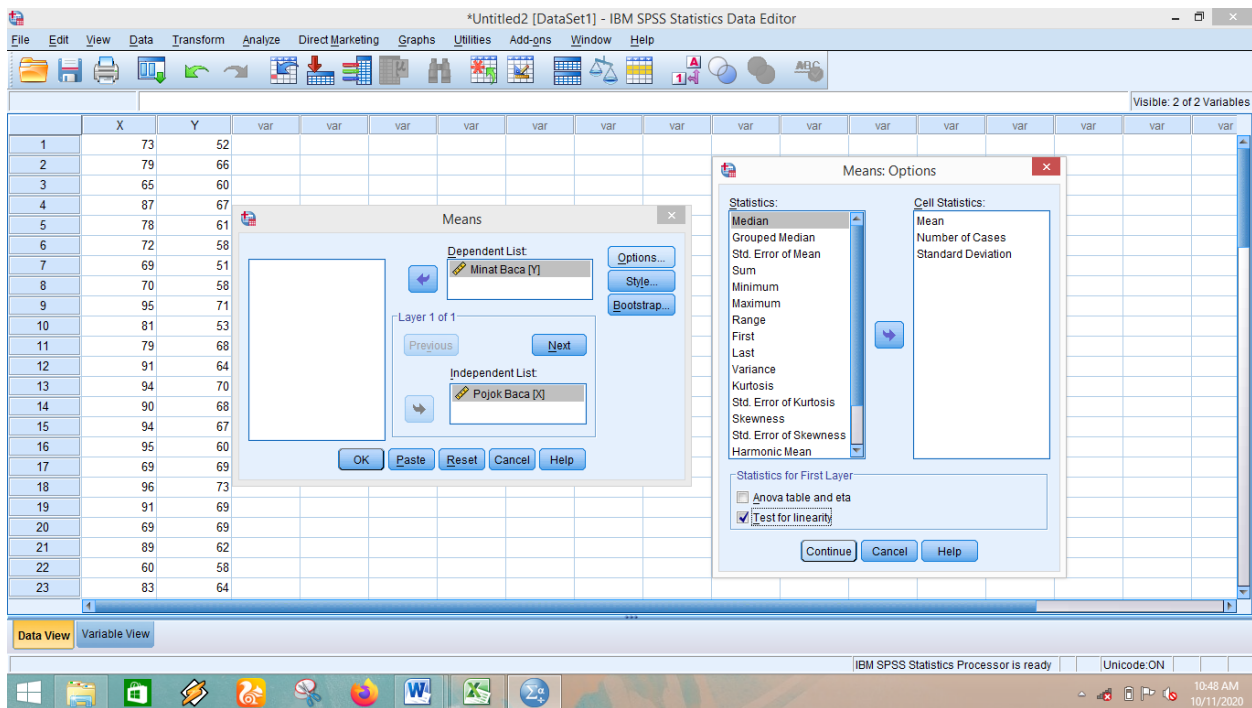 *Untitled2 [DataSet1] - IBM SPSS Statistics Data Editor
File Edit View Data Transform Analyze Direct Marketing Graphs Utilities Add-ons Window Help
Visible: 2 of 2 Variables
X Y var var var var var var var var var var var var var var var
1 73 52
2 79 66
3 65 60
4 87 67
5 78 61
6 72 58
7 69 51
8 70 58
9 95 71
10 81 53
11 79 68
12 91 64
13 94 70
14 90 68
15 94 67
16 95 60
17 69 69
18 96 73
19 91 69
20 69 69
21 89 62
22 60 58
23 83 64
Means
Dependent List:
Minat Baca [Y]
Options...
Style...
Bootstrap...
Layer 1 of 1
Previous Next
Independent List:
Pojok Baca [X]
OK Paste Reset Cancel Help
Means: Options
Statistics:
Median
Grouped Median
Std. Error of Mean
Sum
Minimum
Maximum
Range
First
Last
Variance
Kurtosis
Std. Error of Kurtosis
Skewness
Std. Error of Skewness
Harmonic Mean
Cell Statistics:
Mean
Number of Cases
Standard Deviation
Statistics for First Layer
Anova table and eta
Test for linearity
Continue Cancel Help
Data View Variable View
IBM SPSS Statistics Processor is ready Unicode:ON
10:48 AM
10/11/2020